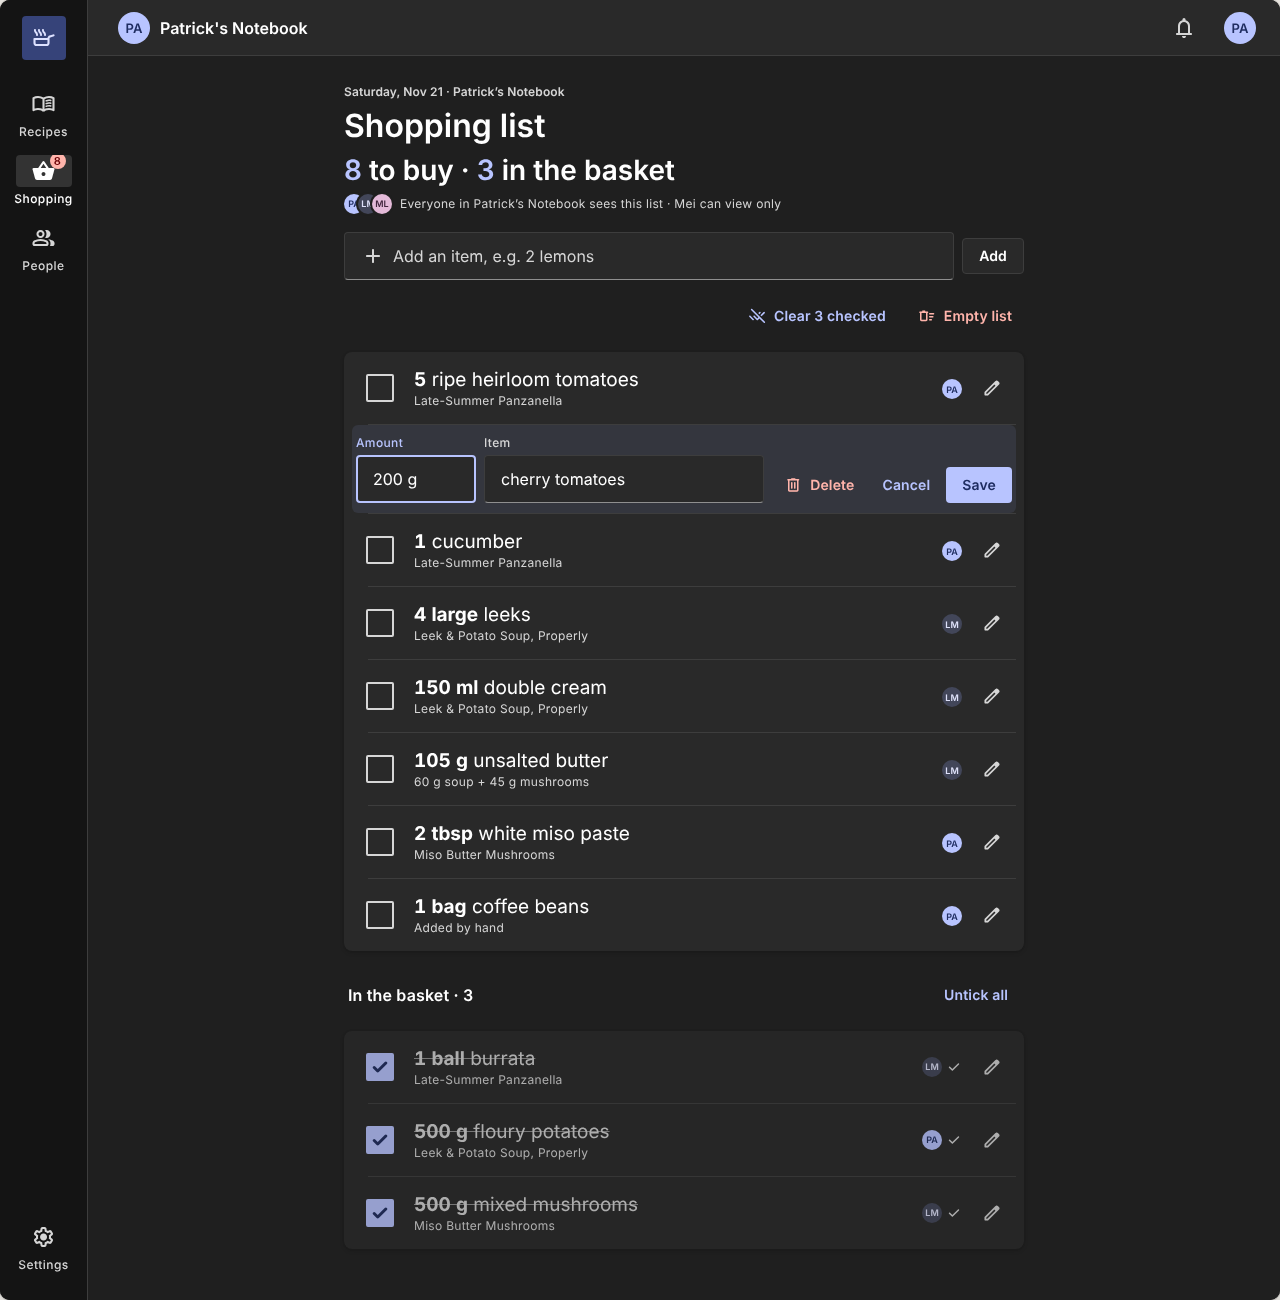 PA Patrick's Notebook
PA
Recipes
8
Shopping
People
Settings
Saturday, Nov 21 · Patrick’s Notebook
Shopping list
8 to buy · 3 in the basket
PA LM ML Everyone in Patrick’s Notebook sees this list · Mei can view only
Add an item, e.g. 2 lemons
Add
Clear 3 checked
Empty list
5 ripe heirloom tomatoes
Late-Summer Panzanella
PA
Amount
Item
200 g
cherry tomatoes
Delete
Cancel
Save
1 cucumber
Late-Summer Panzanella
PA
4 large leeks
Leek & Potato Soup, Properly
LM
150 ml double cream
Leek & Potato Soup, Properly
LM
105 g unsalted butter
60 g soup + 45 g mushrooms
LM
2 tbsp white miso paste
Miso Butter Mushrooms
PA
1 bag coffee beans
Added by hand
PA
In the basket · 3
Untick all
1 ball burrata
Late-Summer Panzanella
LM
500 g floury potatoes
Leek & Potato Soup, Properly
PA
500 g mixed mushrooms
Miso Butter Mushrooms
LM